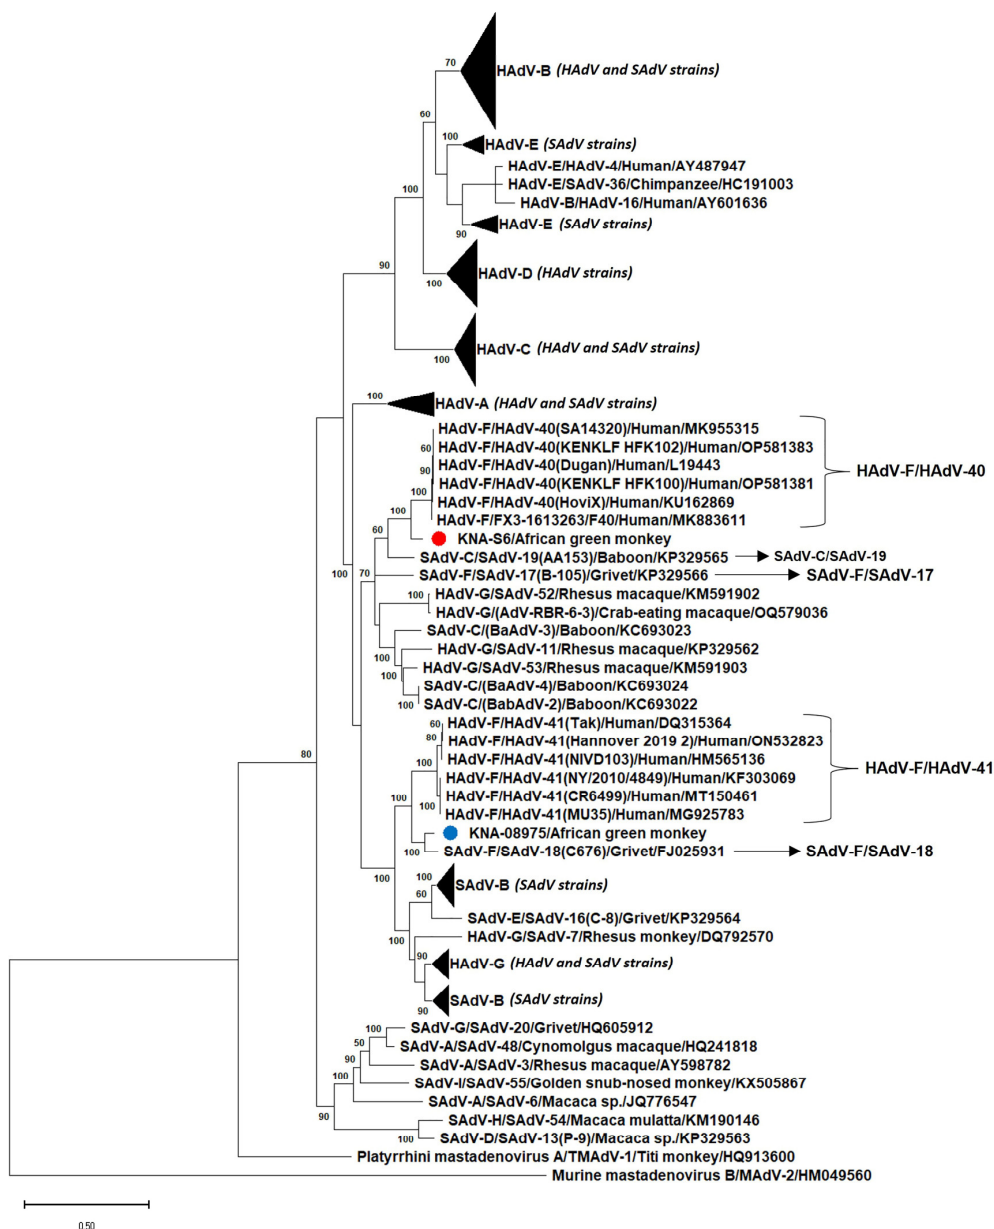 70
HAdV-B (HAdV and SAdV strains)
60
100
HAdV-E (SAdV strains)
HAdV-E/HAdV-4/Human/AY487947
HAdV-E/SAdV-36/Chimpanzee/HC191003
100
HAdV-B/HAdV-16/Human/AY601636
HAdV-E (SAdV strains)
90
90
HAdV-D (HAdV strains)
100
HAdV-C (HAdV and SAdV strains)
100
100
HAdV-A (HAdV and SAdV strains)
HAdV-F/HAdV-40(SA14320)/Human/MK955315
60
HAdV-F/HAdV-40(KENKLF HFK102)/Human/OP581383
HAdV-F/HAdV-40(Dugan)/Human/L19443
90
HAdV-F/HAdV-40
HAdV-F/HAdV-40(KENKLF HFK100)/Human/OP581381
100
HAdV-F/HAdV-40(HoviX)/Human/KU162869
100
HAdV-F/FX3-1613263/F40/Human/MK883611
60
KNA-S6/African green monkey
SAdV-C/SAdV-19(AA153)/Baboon/KP329565
SAdV-C/SAdV-19
100
70
SAdV-F/SAdV-17(B-105)/Grivet/KP329566
SAdV-F/SAdV-17
100
HAdV-G/SAdV-52/Rhesus macaque/KM591902
HAdV-G/(AdV-RBR-6-3)/Crab-eating macaque/OQ579036
SAdV-C/(BaAdV-3)/Baboon/KC693023
100
HAdV-G/SAdV-11/Rhesus macaque/KP329562
HAdV-G/SAdV-53/Rhesus macaque/KM591903
100
SAdV-C/(BaAdV-4)/Baboon/KC693024
100
SAdV-C/(BabAdV-2)/Baboon/KC693022
60
HAdV-F/HAdV-41(Tak)/Human/DQ315364
80
HAdV-F/HAdV-41(Hannover 2019 2)/Human/ON532823
80
HAdV-F/HAdV-41(NIVD103)/Human/HM565136
100
HAdV-F/HAdV-41
HAdV-F/HAdV-41(NY/2010/4849)/Human/KF303069
100
HAdV-F/HAdV-41(CR6499)/Human/MT150461
100
HAdV-F/HAdV-41(MU35)/Human/MG925783
KNA-08975/African green monkey
100
SAdV-F/SAdV-18(C676)/Grivet/FJ025931
SAdV-F/SAdV-18
100
100
SAdV-B (SAdV strains)
60
SAdV-E/SAdV-16(C-8)/Grivet/KP329564
100
HAdV-G/SAdV-7/Rhesus monkey/DQ792570
90
HAdV-G (HAdV and SAdV strains)
SAdV-B (SAdV strains)
90
100
SAdV-G/SAdV-20/Grivet/HQ605912
50
SAdV-A/SAdV-48/Cynomolgus macaque/HQ241818
90
SAdV-A/SAdV-3/Rhesus macaque/AY598782
100
SAdV-I/SAdV-55/Golden snub-nosed monkey/KX505867
SAdV-A/SAdV-6/Macaca sp./JQ776547
90
SAdV-H/SAdV-54/Macaca mulatta/KM190146
100
SAdV-D/SAdV-13(P-9)/Macaca sp./KP329563
Platyrrhini mastadenovirus A/TMAdV-1/Titi monkey/HQ913600
Murine mastadenovirus B/MAdV-2/HM049560
0.50